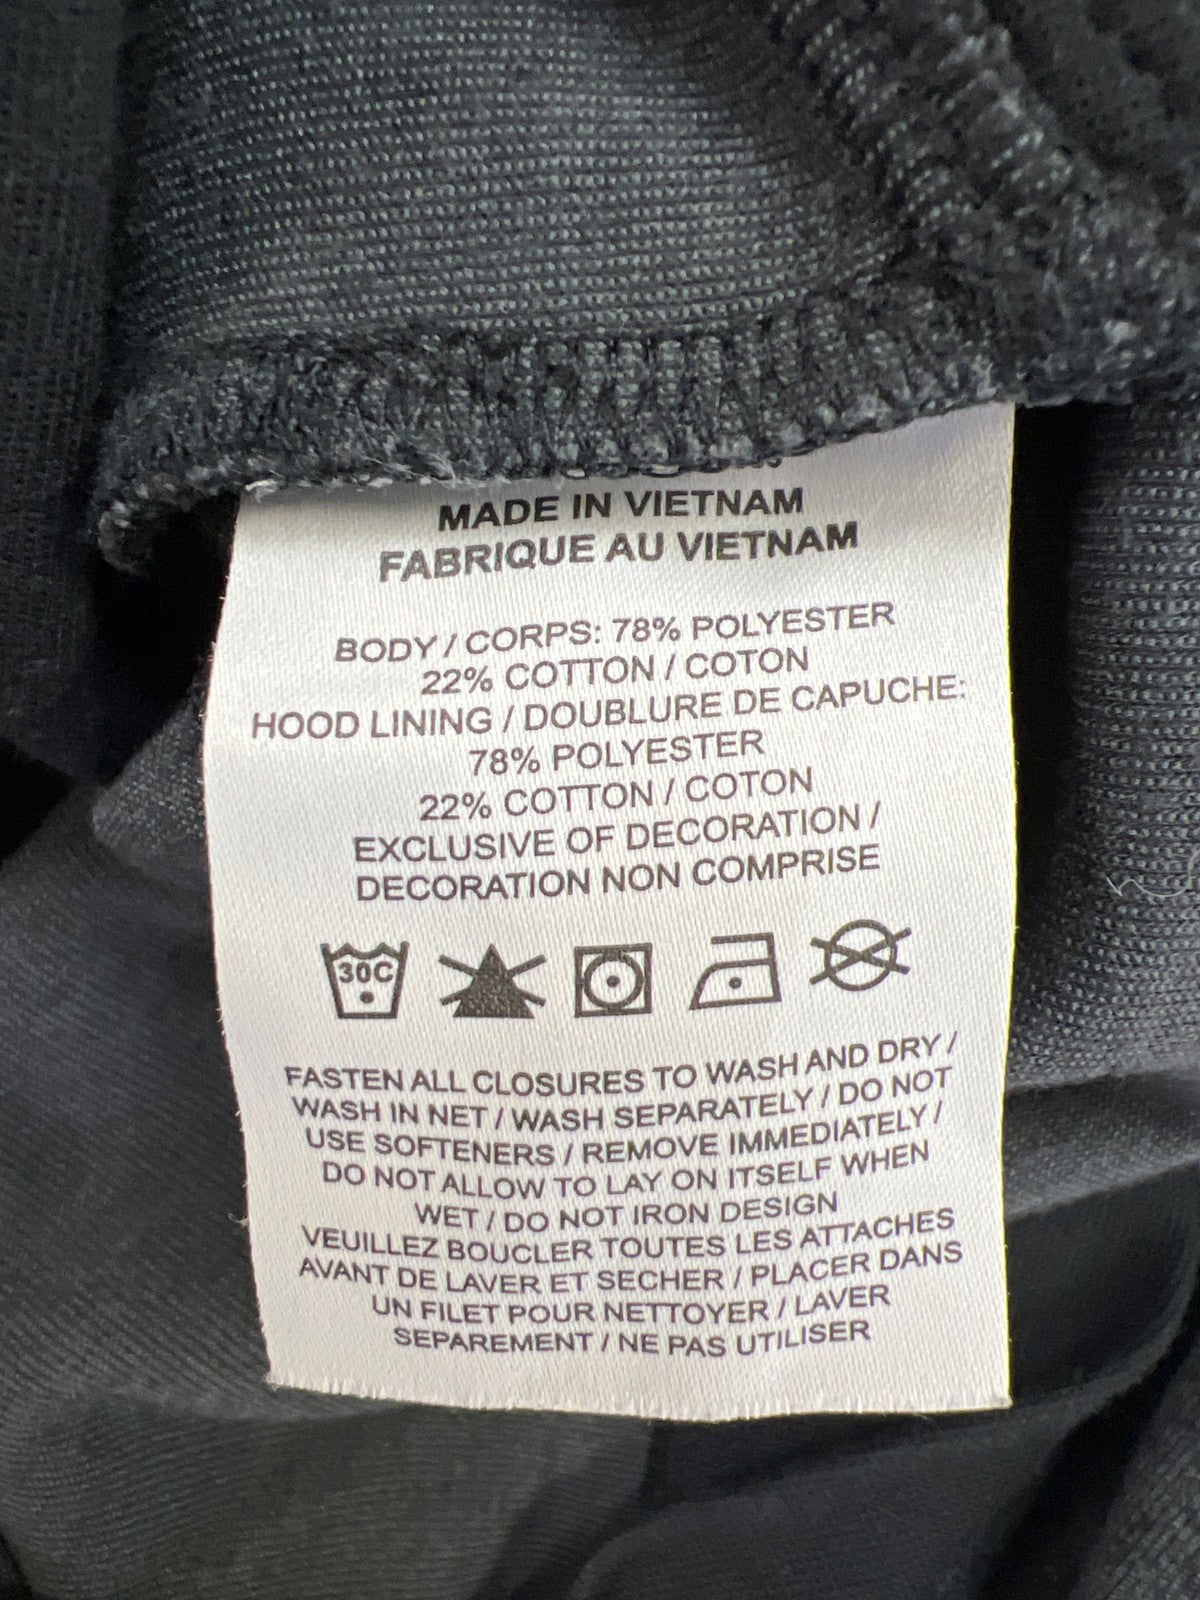 MADE IN VIETNAM
FABRIQUE AU VIETNAM
BODY / CORPS: 78% POLYESTER
22% COTTON / COTON
HOOD LINING / DOUBLURE DE CAPUCHE:
78% POLYESTER
22% COTTON / COTON
EXCLUSIVE OF DECORATION /
DECORATION NON COMPRISE
30C
FASTEN ALL CLOSURES TO WASH AND DRY /
WASH IN NET / WASH SEPARATELY / DO NOT
USE SOFTENERS / REMOVE IMMEDIATELY /
DO NOT ALLOW TO LAY ON ITSELF WHEN
WET / DO NOT IRON DESIGN
VEUILLEZ BOUCLER TOUTES LES ATTACHES
AVANT DE LAVER ET SECHER / PLACER DANS
UN FILET POUR NETTOYER / LAVER
SEPAREMENT / NE PAS UTILISER